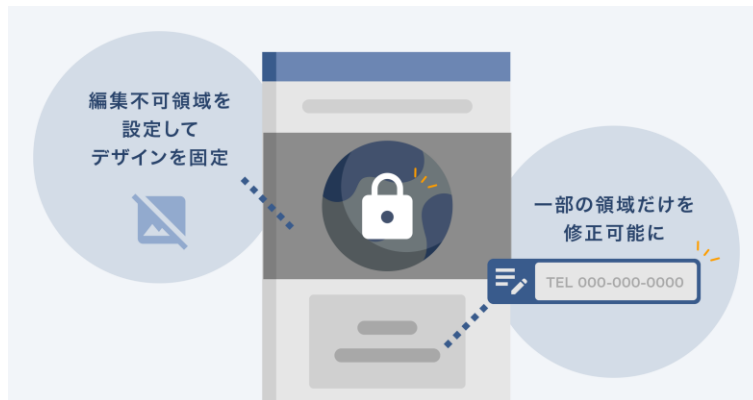 編集不可領域を
設定して
デザインを固定
一部の領域だけを
修正可能に
TEL 000-000-0000